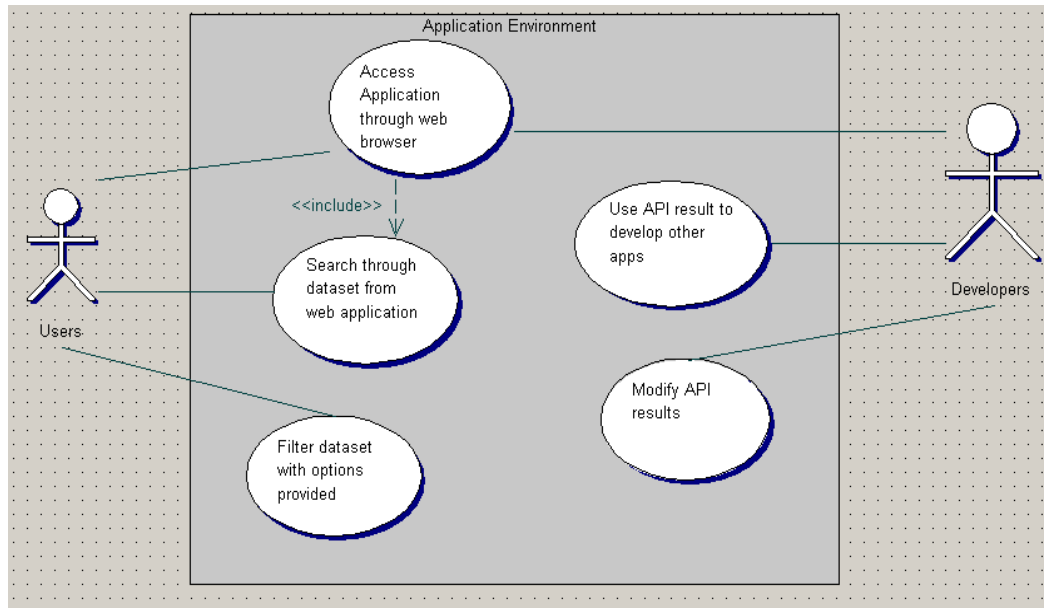 Application Environment
Access
Application
through web
browser
<<include>>
Use API result to
develop other
apps
Search through
dataset from
web application
Developers
Users
Modify API
results
Filter dataset
with options
provided